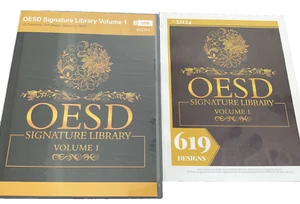 OESD Signature Library Volume 1
OESD
SIGNATURE LIBRARY
VOLUME 1
OESD
SIGNATURE LIBRARY
VOLUME 1
619
DESIGNS